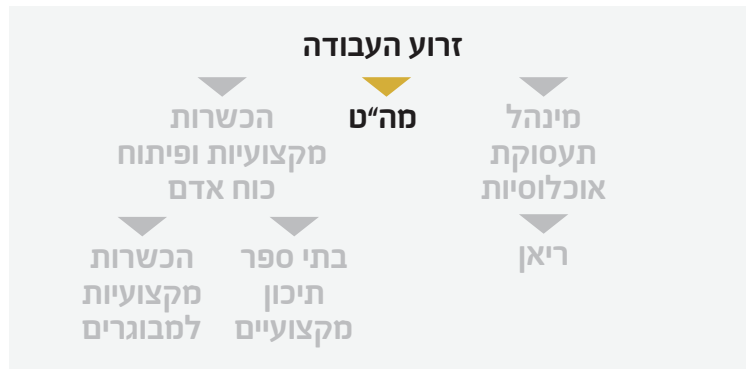 זרוע העבודה
מינהל
תעסוקת
אוכלוסיות
ריאן
מה"ט
הכשרות
מקצועיות ופיתוח
כוח אדם
בתי ספר
תיכון
מקצועיים
הכשרות
מקצועיות
למבוגרים